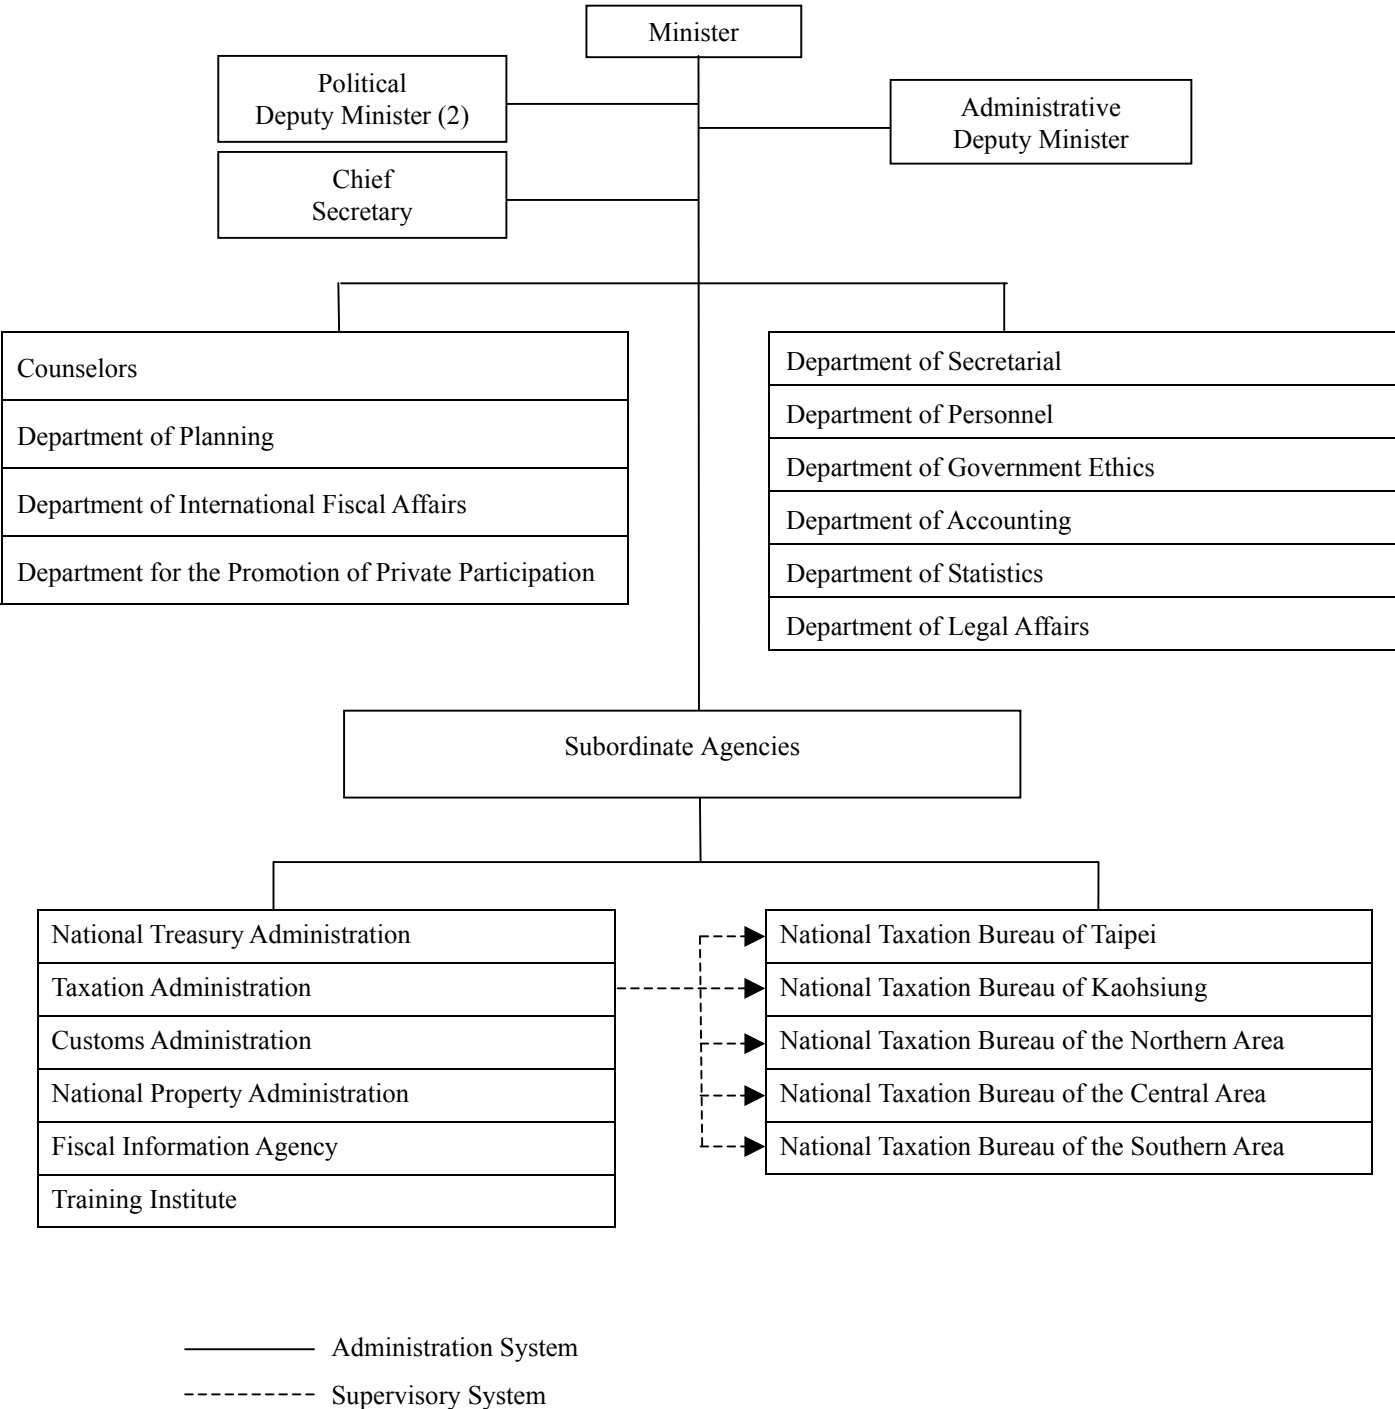 Minister
Political
Deputy Minister (2)
Administrative
Deputy Minister
Chief
Secretary
Counselors
Department of Planning
Department of International Fiscal Affairs
Department for the Promotion of Private Participation
Department of Secretarial
Department of Personnel
Department of Government Ethics
Department of Accounting
Department of Statistics
Department of Legal Affairs
Subordinate Agencies
National Treasury Administration
Taxation Administration
Customs Administration
National Property Administration
Fiscal Information Agency
Training Institute
National Taxation Bureau of Taipei
National Taxation Bureau of Kaohsiung
National Taxation Bureau of the Northern Area
National Taxation Bureau of the Central Area
National Taxation Bureau of the Southern Area
Administration System
Supervisory System